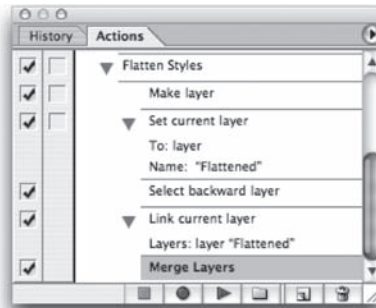 History Actions
Flatten Styles
Make layer
Set current layer
To: layer
Name: "Flattened"
Select backward layer
Link current layer
Layers: layer "Flattened"
Merge Layers